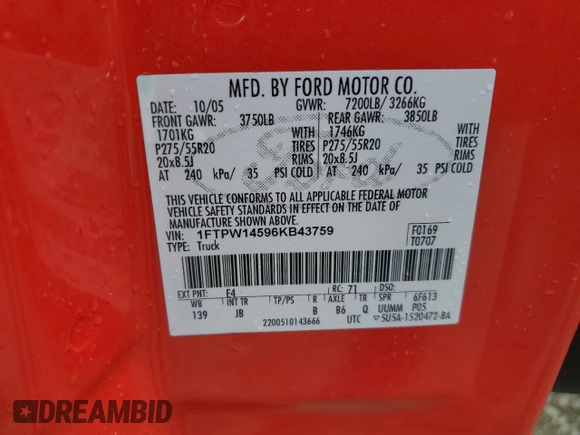 MFD. BY FORD MOTOR CO.
DATE: 10/05 GVWR: 7200LB/ 3266KG
FRONT GAWR: 3750LB REAR GAWR: 3850LB
1701KG WITH 1746KG WITH
P275/55R20 TIRES P275/55R20 TIRES
20x8.5J RIMS 20x8.5J RIMS
AT 240 kPa/ 35 PSI COLD AT 240 kPa/ 35 PSI COLD
THIS VEHICLE CONFORMS TO ALL APPLICABLE FEDERAL MOTOR
VEHICLE SAFETY STANDARDS IN EFFECT ON THE DATE OF
MANUFACTURE SHOWN ABOVE.
VIN: 1FTPW14596KB43759 F0169
TYPE: Truck T0707
EXT PNT: E4 RC: 71 DSO:
WB INT TR TP/PS R AXLE TR SPR 6F613
139 JB B B6 Q UUMM P05
2200510143666 UTC 5U5A-1520472-BA
DREAMBID